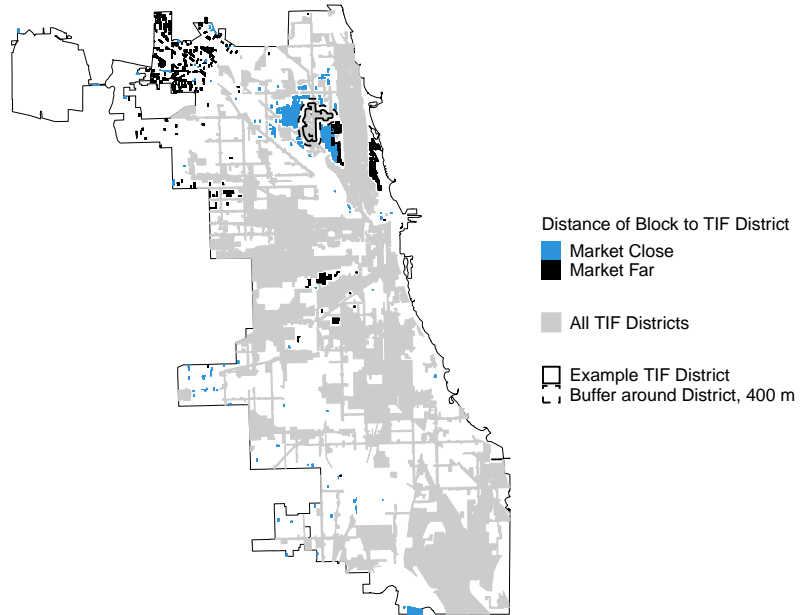 Distance of Block to TIF District
Market Close
Market Far
All TIF Districts
Example TIF District
Buffer around District, 400 m